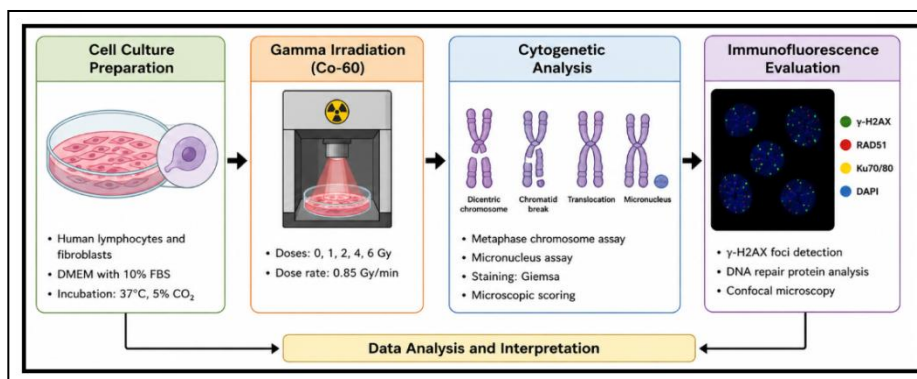 Cell Culture
Preparation
• Human lymphocytes and
fibroblasts
• DMEM with 10% FBS
• Incubation: 37°C, 5% CO₂
Gamma Irradiation
(Co-60)
• Doses: 0, 1, 2, 4, 6 Gy
• Dose rate: 0.85 Gy/min
Cytogenetic
Analysis
Dicentric
chromosome
Chromatid
break
Translocation
Micronucleus
• Metaphase chromosome assay
• Micronucleus assay
• Staining: Giemsa
• Microscopic scoring
Immunofluorescence
Evaluation
γ-H2AX
RAD51
Ku70/80
DAPI
• γ-H2AX foci detection
• DNA repair protein analysis
• Confocal microscopy
Data Analysis and Interpretation